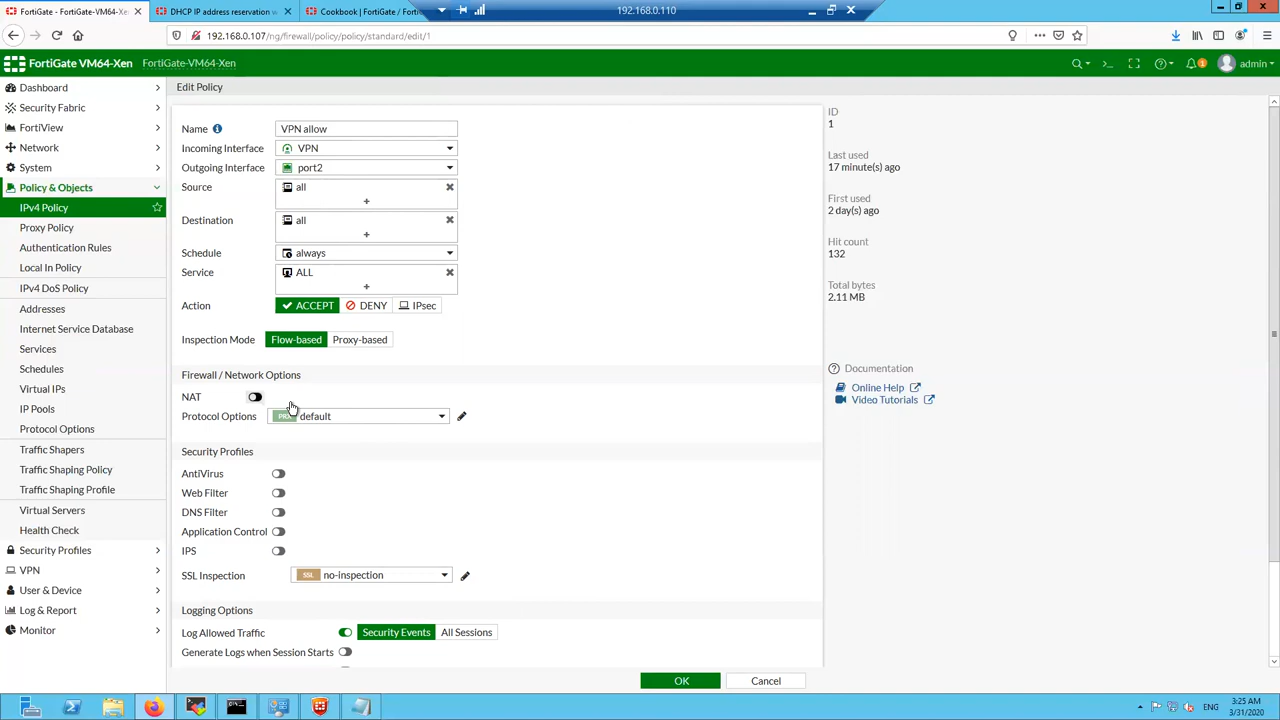 FortiGate - FortiGate-VM64-Xen
DHCP IP address reservation w
Cookbook | FortiGate / Forti
192.168.0.110
192.168.0.107/ng/firewall/policy/policy/standard/edit/1
FortiGate VM64-Xen
FortiGate-VM64-Xen
1
admin
Dashboard
Security Fabric
FortiView
Network
System
Policy & Objects
IPv4 Policy
Proxy Policy
Authentication Rules
Local In Policy
IPv4 DoS Policy
Addresses
Internet Service Database
Services
Schedules
Virtual IPs
IP Pools
Protocol Options
Traffic Shapers
Traffic Shaping Policy
Traffic Shaping Profile
Virtual Servers
Health Check
Security Profiles
VPN
User & Device
Log & Report
Monitor
Edit Policy
Name VPN allow
Incoming Interface VPN
Outgoing Interface port2
Source all
+
Destination all
+
Schedule always
Service ALL
+
Action ACCEPT DENY IPsec
Inspection Mode Flow-based Proxy-based
Firewall / Network Options
NAT
Protocol Options default
Security Profiles
AntiVirus
Web Filter
DNS Filter
Application Control
IPS
SSL Inspection SSL no-inspection
Logging Options
Log Allowed Traffic Security Events All Sessions
Generate Logs when Session Starts
OK Cancel
ID
1
Last used
17 minute(s) ago
First used
2 day(s) ago
Hit count
132
Total bytes
2.11 MB
Documentation
Online Help
Video Tutorials
ENG
3:25 AM
3/31/2020